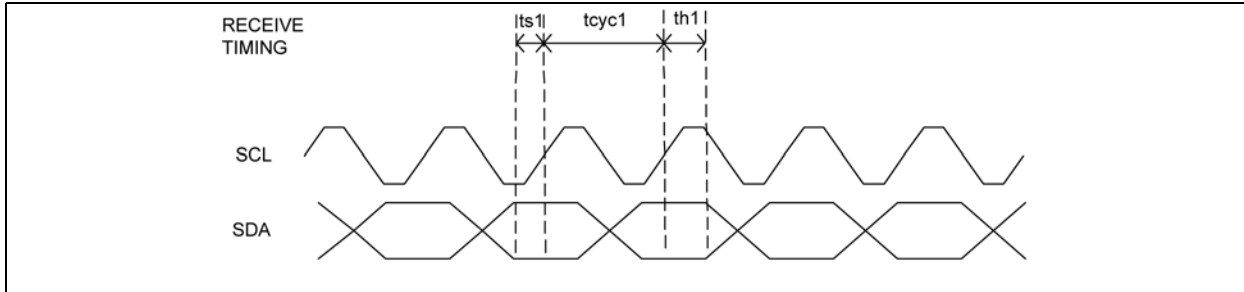 RECEIVE
TIMING
ts1
tcyc1
th1
SCL
SDA